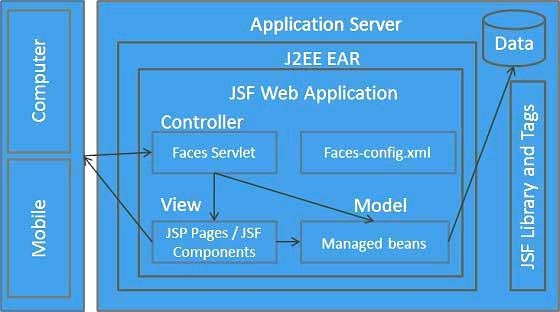 Computer
Mobile
Application Server
J2EE EAR
JSF Web Application
Controller
Faces Servlet
Faces-config.xml
View
Model
JSP Pages / JSF
Components
Managed beans
Data
JSF Library and Tags